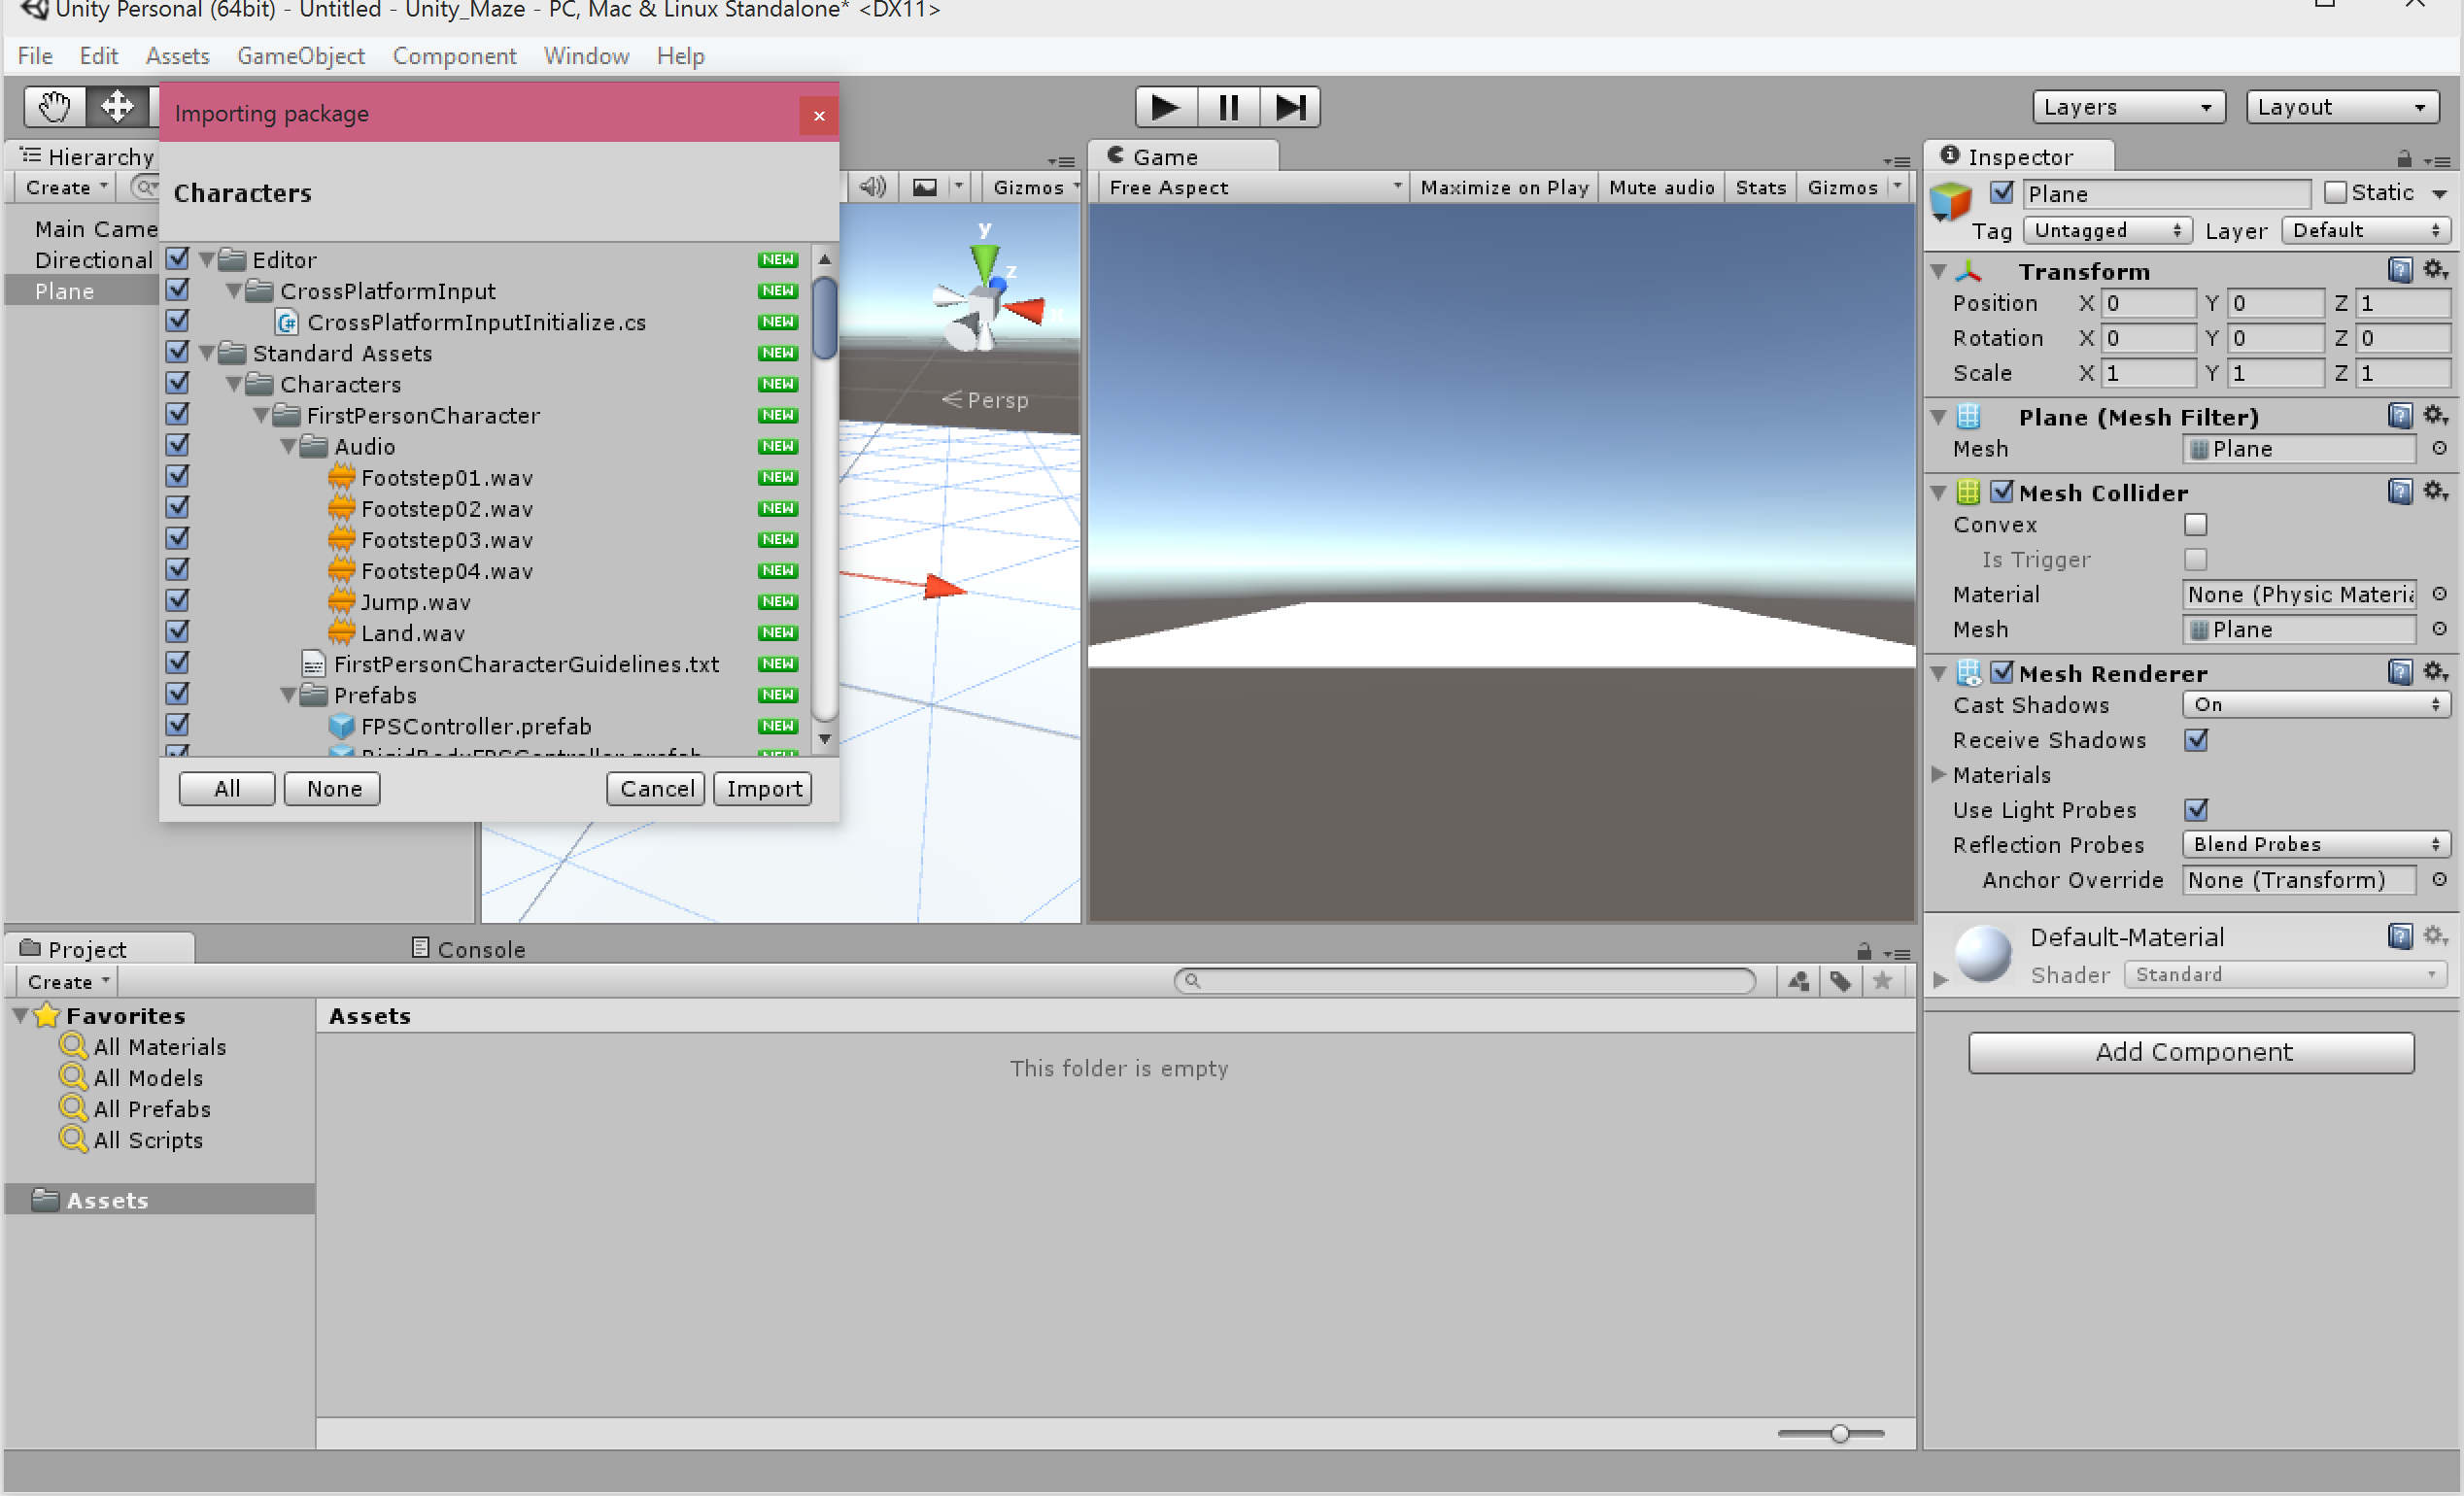 Unity Personal (64bit) - Untitled - Unity_Maze - PC, Mac & Linux Standalone* <DX11>
File Edit Assets GameObject Component Window Help
Importing package
Layers Layout
Hierarchy
Create
Main Came
Directional
Plane
Characters
Editor NEW
CrossPlatformInput NEW
CrossPlatformInputInitialize.cs NEW
Standard Assets NEW
Characters NEW
FirstPersonCharacter NEW
Audio NEW
Footstep01.wav NEW
Footstep02.wav NEW
Footstep03.wav NEW
Footstep04.wav NEW
Jump.wav NEW
Land.wav NEW
FirstPersonCharacterGuidelines.txt NEW
Prefabs NEW
FPSController.prefab NEW
RigidBodyFPSController.prefab NEW
All None Cancel Import
Gizmos
y
z
Persp
Game
Free Aspect Maximize on Play Mute audio Stats Gizmos
Inspector
Plane Static
Tag Untagged Layer Default
Transform
Position X 0 Y 0 Z 1
Rotation X 0 Y 0 Z 0
Scale X 1 Y 1 Z 1
Plane (Mesh Filter)
Mesh Plane
Mesh Collider
Convex
Is Trigger
Material None (Physic Materia
Mesh Plane
Mesh Renderer
Cast Shadows On
Receive Shadows
Materials
Use Light Probes
Reflection Probes Blend Probes
Anchor Override None (Transform)
Default-Material
Shader Standard
Add Component
Project Console
Create
Favorites
All Materials
All Models
All Prefabs
All Scripts
Assets
Assets
This folder is empty